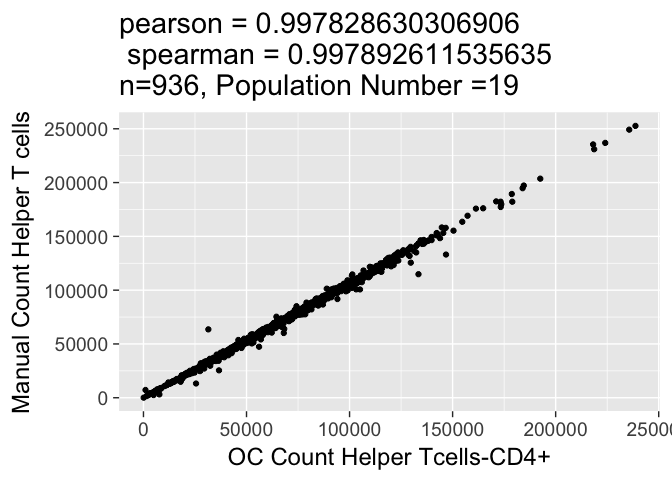 pearson = 0.997828630306906
spearman = 0.997892611535635
n=936, Population Number =19
Manual Count Helper T cells
250000
200000
150000
100000
50000
0
0 50000 100000 150000 200000 25000
OC Count Helper Tcells-CD4+